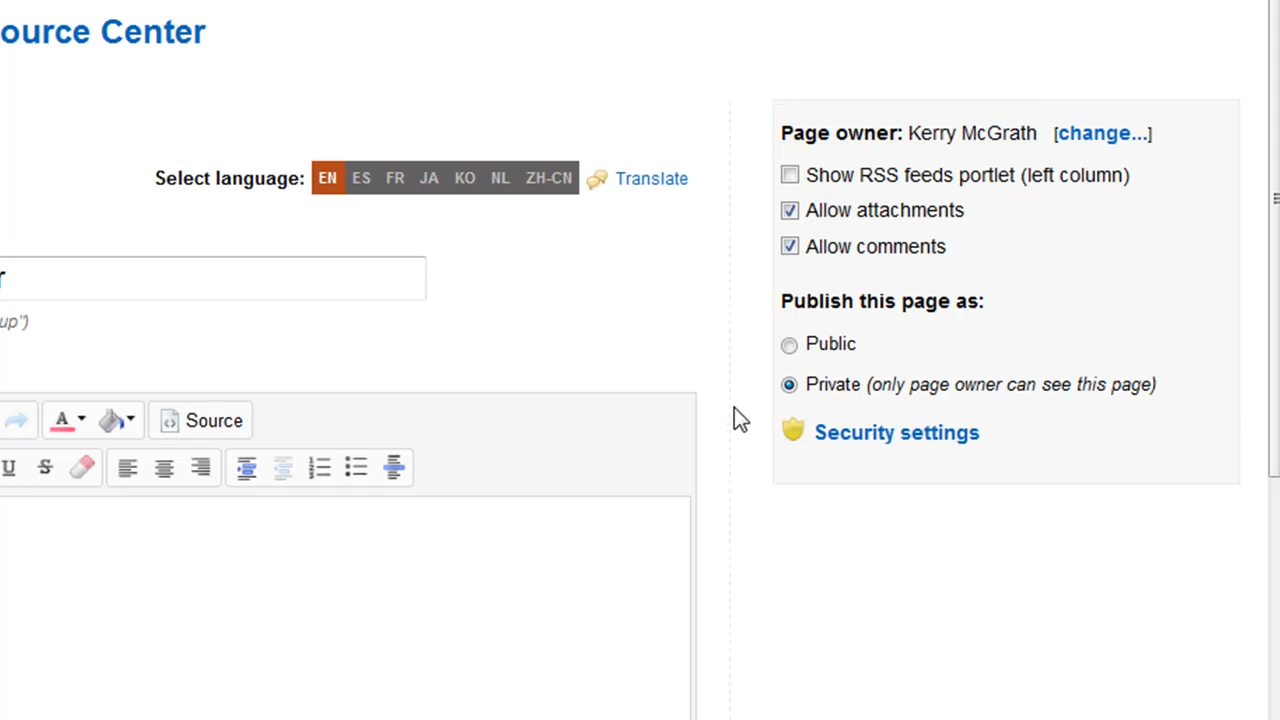 ource Center
Select language: EN ES FR JA KO NL ZH-CN Translate
r
up")
A Source
U S
Page owner: Kerry McGrath [change...]
Show RSS feeds portlet (left column)
Allow attachments
Allow comments
Publish this page as:
Public
Private (only page owner can see this page)
Security settings